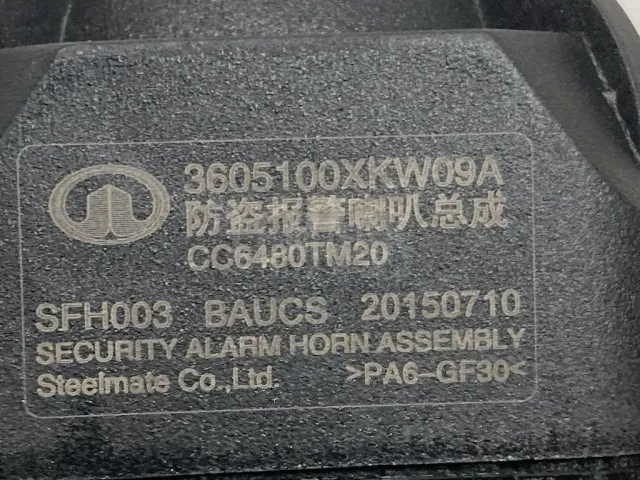 3605100XKW09A
防盗报警喇叭总成
CC6480TM20
SFH003 BAUCS 20150710
SECURITY ALARM HORN.ASSEMBLY
Steelmate Co.,Ltd. >PA6-GF30<